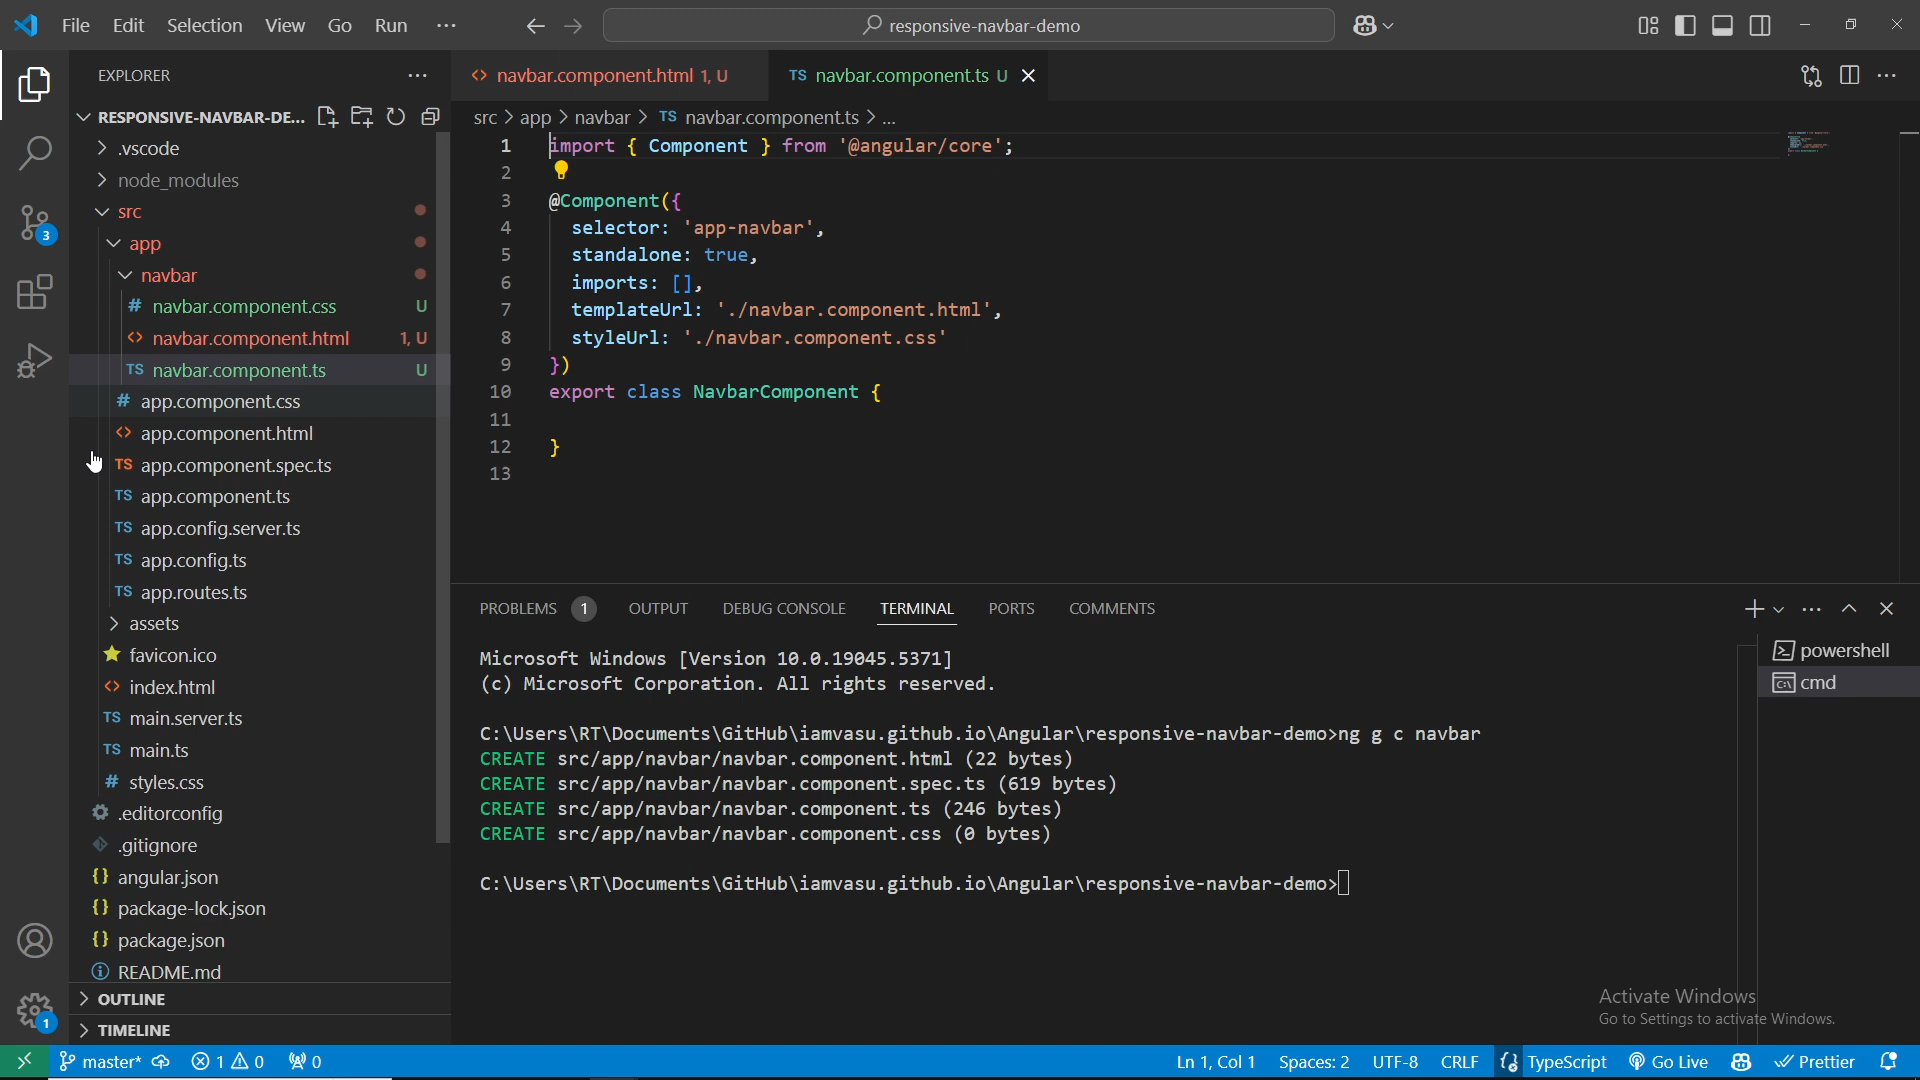 File Edit Selection View Go Run ···
responsive-navbar-demo
EXPLORER
RESPONSIVE-NAVBAR-DE...
.vscode
node_modules
src
app
navbar
# navbar.component.css U
<> navbar.component.html 1, U
TS navbar.component.ts U
# app.component.css
<> app.component.html
TS app.component.spec.ts
TS app.component.ts
TS app.config.server.ts
TS app.config.ts
TS app.routes.ts
assets
favicon.ico
<> index.html
TS main.server.ts
TS main.ts
# styles.css
.editorconfig
.gitignore
{} angular.json
{} package-lock.json
{} package.json
README.md
OUTLINE
TIMELINE
3
1
<> navbar.component.html 1, U
TS navbar.component.ts U
src > app > navbar > TS navbar.component.ts > ...
1 import { Component } from '@angular/core';
2
3 @Component({
4 selector: 'app-navbar',
5 standalone: true,
6 imports: [],
7 templateUrl: './navbar.component.html',
8 styleUrl: './navbar.component.css'
9 })
10 export class NavbarComponent {
11
12 }
13
PROBLEMS 1 OUTPUT DEBUG CONSOLE TERMINAL PORTS COMMENTS
Microsoft Windows [Version 10.0.19045.5371]
(c) Microsoft Corporation. All rights reserved.
C:\Users\RT\Documents\GitHub\iamvasu.github.io\Angular\responsive-navbar-demo>ng g c navbar
CREATE src/app/navbar/navbar.component.html (22 bytes)
CREATE src/app/navbar/navbar.component.spec.ts (619 bytes)
CREATE src/app/navbar/navbar.component.ts (246 bytes)
CREATE src/app/navbar/navbar.component.css (0 bytes)
C:\Users\RT\Documents\GitHub\iamvasu.github.io\Angular\responsive-navbar-demo>
powershell
cmd
Activate Windows
Go to Settings to activate Windows.
master* 1 0 0
Ln 1, Col 1 Spaces: 2 UTF-8 CRLF TypeScript Go Live Prettier